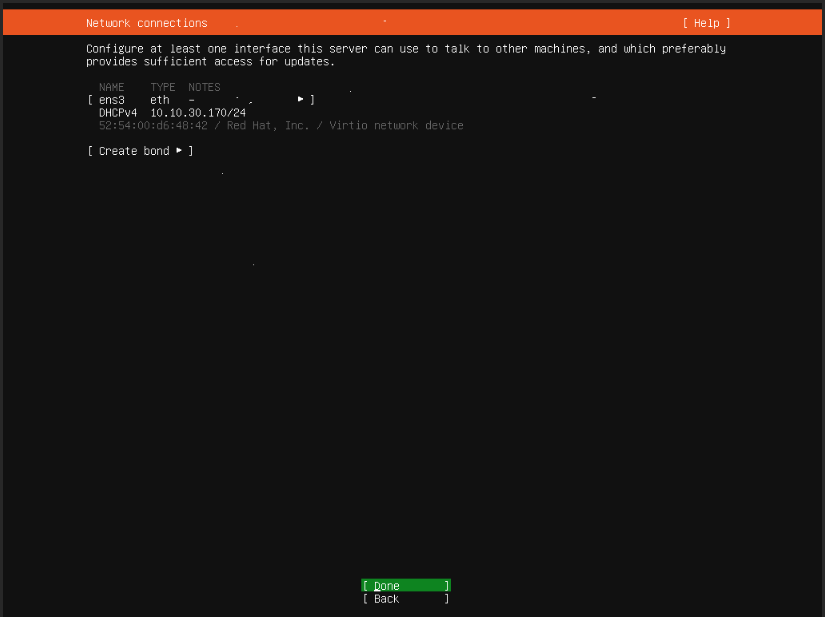 Network connections [ Help ]
Configure at least one interface this server can use to talk to other machines, and which preferably
provides sufficient access for updates.
NAME TYPE NOTES
[ ens3 eth – ▸ ]
DHCPv4 10.10.30.170/24
52:54:00:d6:48:42 / Red Hat, Inc. / Virtio network device
[ Create bond ▸ ]
[ Done ]
[ Back ]